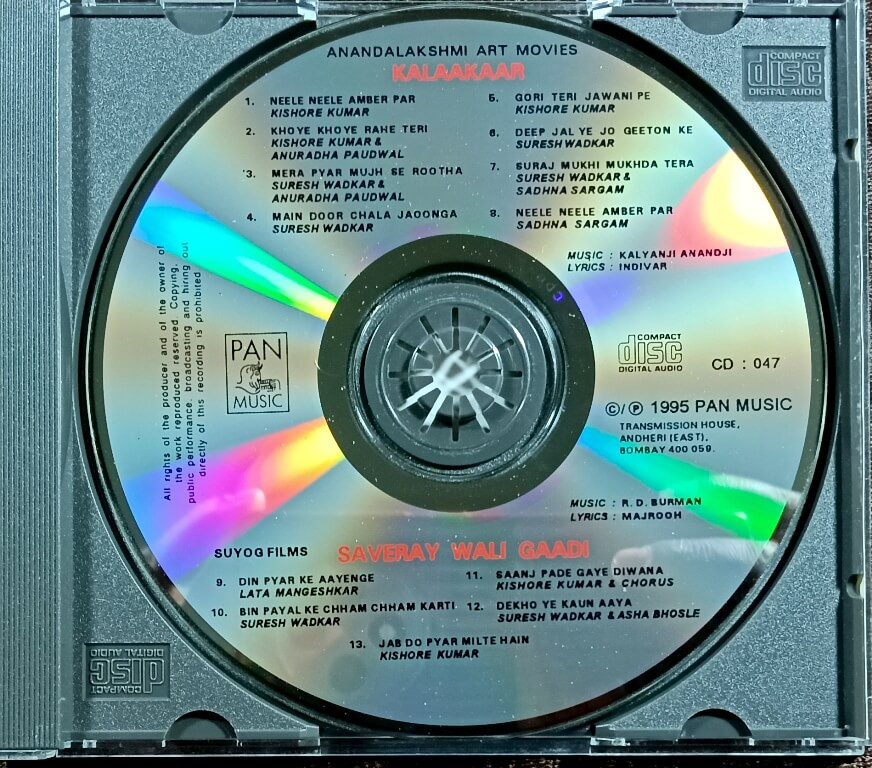 ANANDALAKSHMI ART MOVIES
KALAAKAAR
1. NEELE NEELE AMBER PAR
KISHORE KUMAR
2. KHOYE KHOYE RAHE TERI
KISHORE KUMAR &
ANURADHA PAUDWAL
3. MERA PYAR MUJH SE ROOTHA
SURESH WADKAR &
ANURADHA PAUDWAL
4. MAIN DOOR CHALA JAOONGA
SURESH WADKAR
5. GORI TERI JAWANI PE
KISHORE KUMAR
6. DEEP JAL YE JO GEETON KE
SURESH WADKAR
7. SURAJ MUKHI MUKHDA TERA
SURESH WADKAR &
SADHNA SARGAM
8. NEELE NEELE AMBER PAR
SADHNA SARGAM
MUSIC : KALYANJI ANANDJI
LYRICS : INDIVAR
All rights of the producer and of the owner of
the work reproduced reserved. Copying,
public performance, broadcasting and hiring out
directly of this recording is prohibited
PAN
MUSIC
COMPACT
disc
DIGITAL AUDIO
CD : 047
©/℗ 1995 PAN MUSIC
TRANSMISSION HOUSE,
ANDHERI (EAST),
BOMBAY 400 059.
MUSIC : R. D. BURMAN
LYRICS : MAJROOH
SUYOG FILMS
SAVERAY WALI GAADI
9. DIN PYAR KE AAYENGE
LATA MANGESHKAR
10. BIN PAYAL KE CHHAM CHHAM KARTI
SURESH WADKAR
11. SAANJ PADE GAYE DIWANA
KISHORE KUMAR & CHORUS
12. DEKHO YE KAUN AAYA
SURESH WADKAR & ASHA BHOSLE
13. JAB DO PYAR MILTE HAIN
KISHORE KUMAR
COMPACT
disc
DIGITAL AUDIO
COMPACT
disc
DIGITAL AUDIO